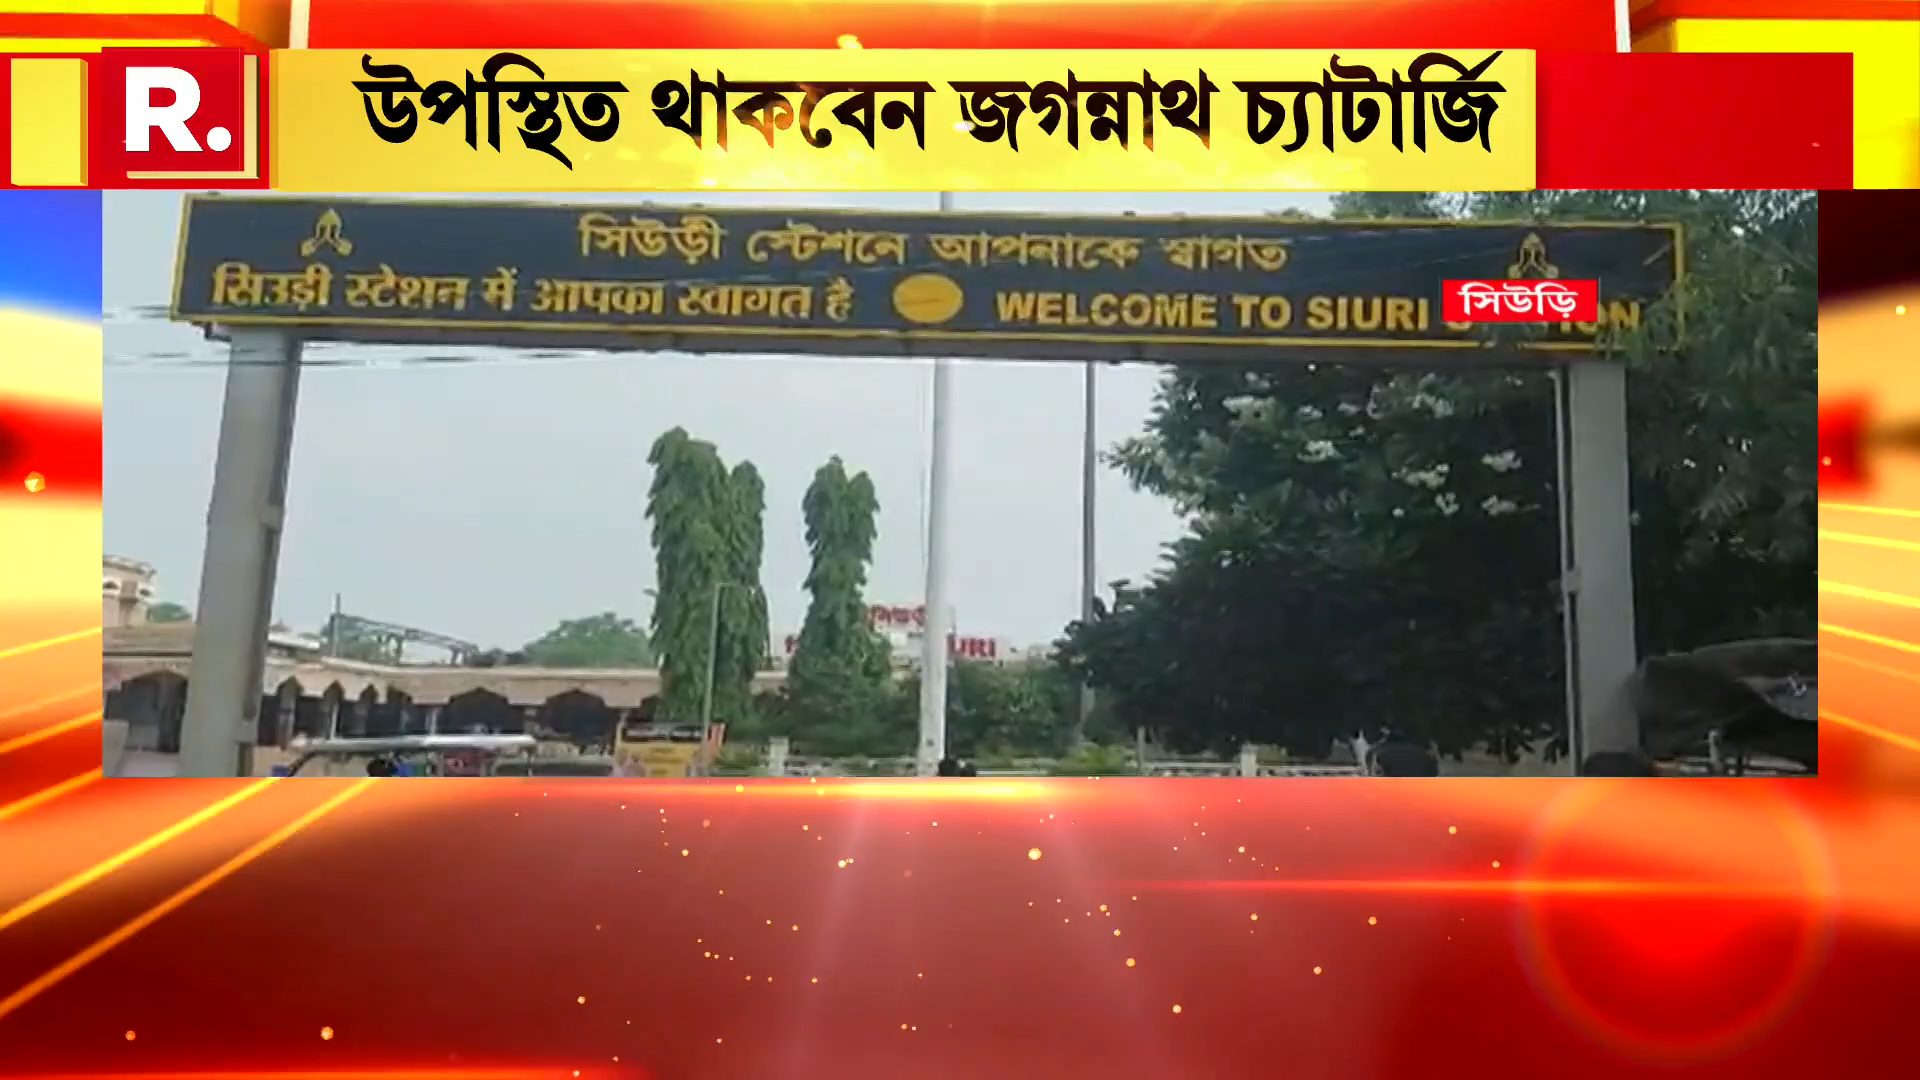 R.
উপস্থিত থাকবেন জগন্নাথ চ্যাটার্জি
সিউড়ী স্টেশনে আপনাকে স্বাগত
सिउड़ी स्टेशन में आपका स्वागत है
WELCOME TO SIURI
সিউড়ি